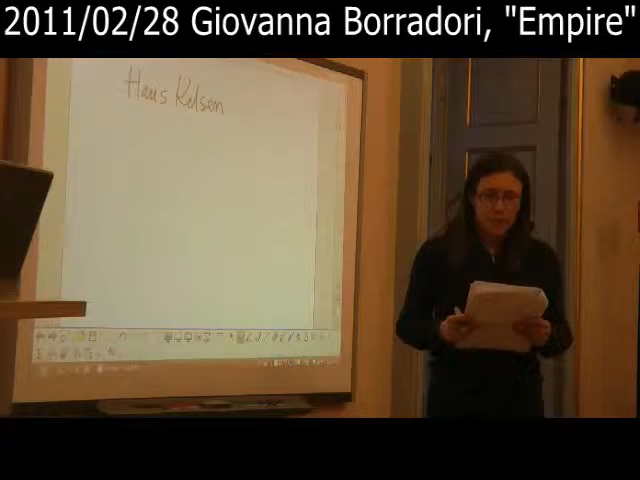 2011/02/28 Giovanna Borradori, "Empire"
Hans Kelsen